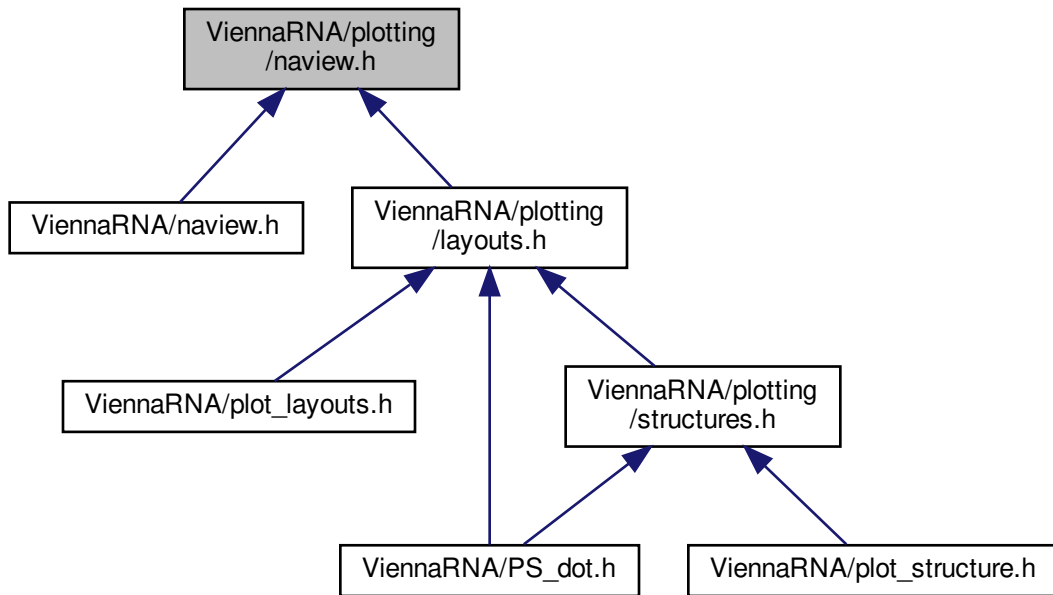 ViennaRNA/plotting
/naview.h
ViennaRNA/naview.h
ViennaRNA/plotting
/layouts.h
ViennaRNA/plot_layouts.h
ViennaRNA/plotting
/structures.h
ViennaRNA/PS_dot.h
ViennaRNA/plot_structure.h